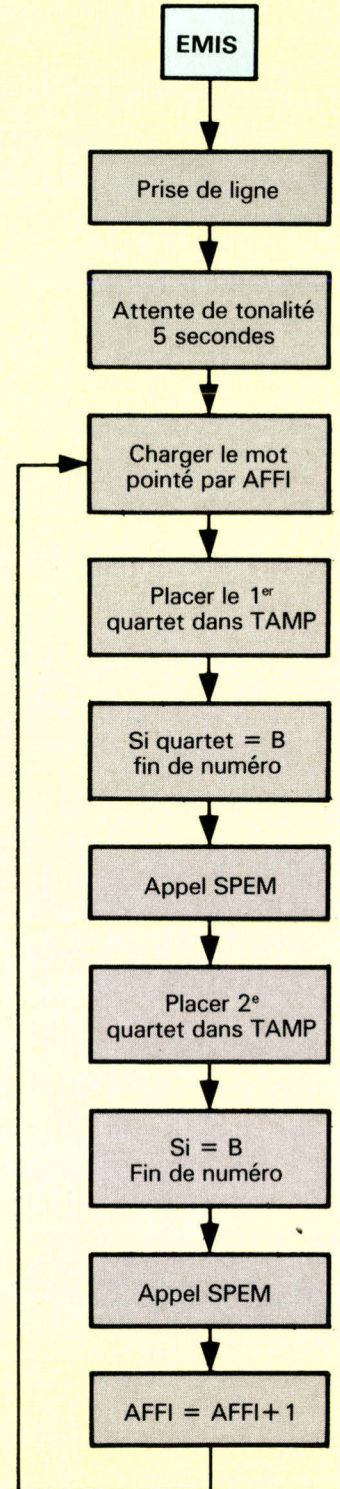 EMIS
Prise de ligne
Attente de tonalité
5 secondes
Charger le mot
pointé par AFFI
Placer le 1er
quartet dans TAMP
Si quartet = B
fin de numéro
Appel SPEM
Placer 2e
quartet dans TAMP
Si = B
Fin de numéro
Appel SPEM
AFFI = AFFI+1